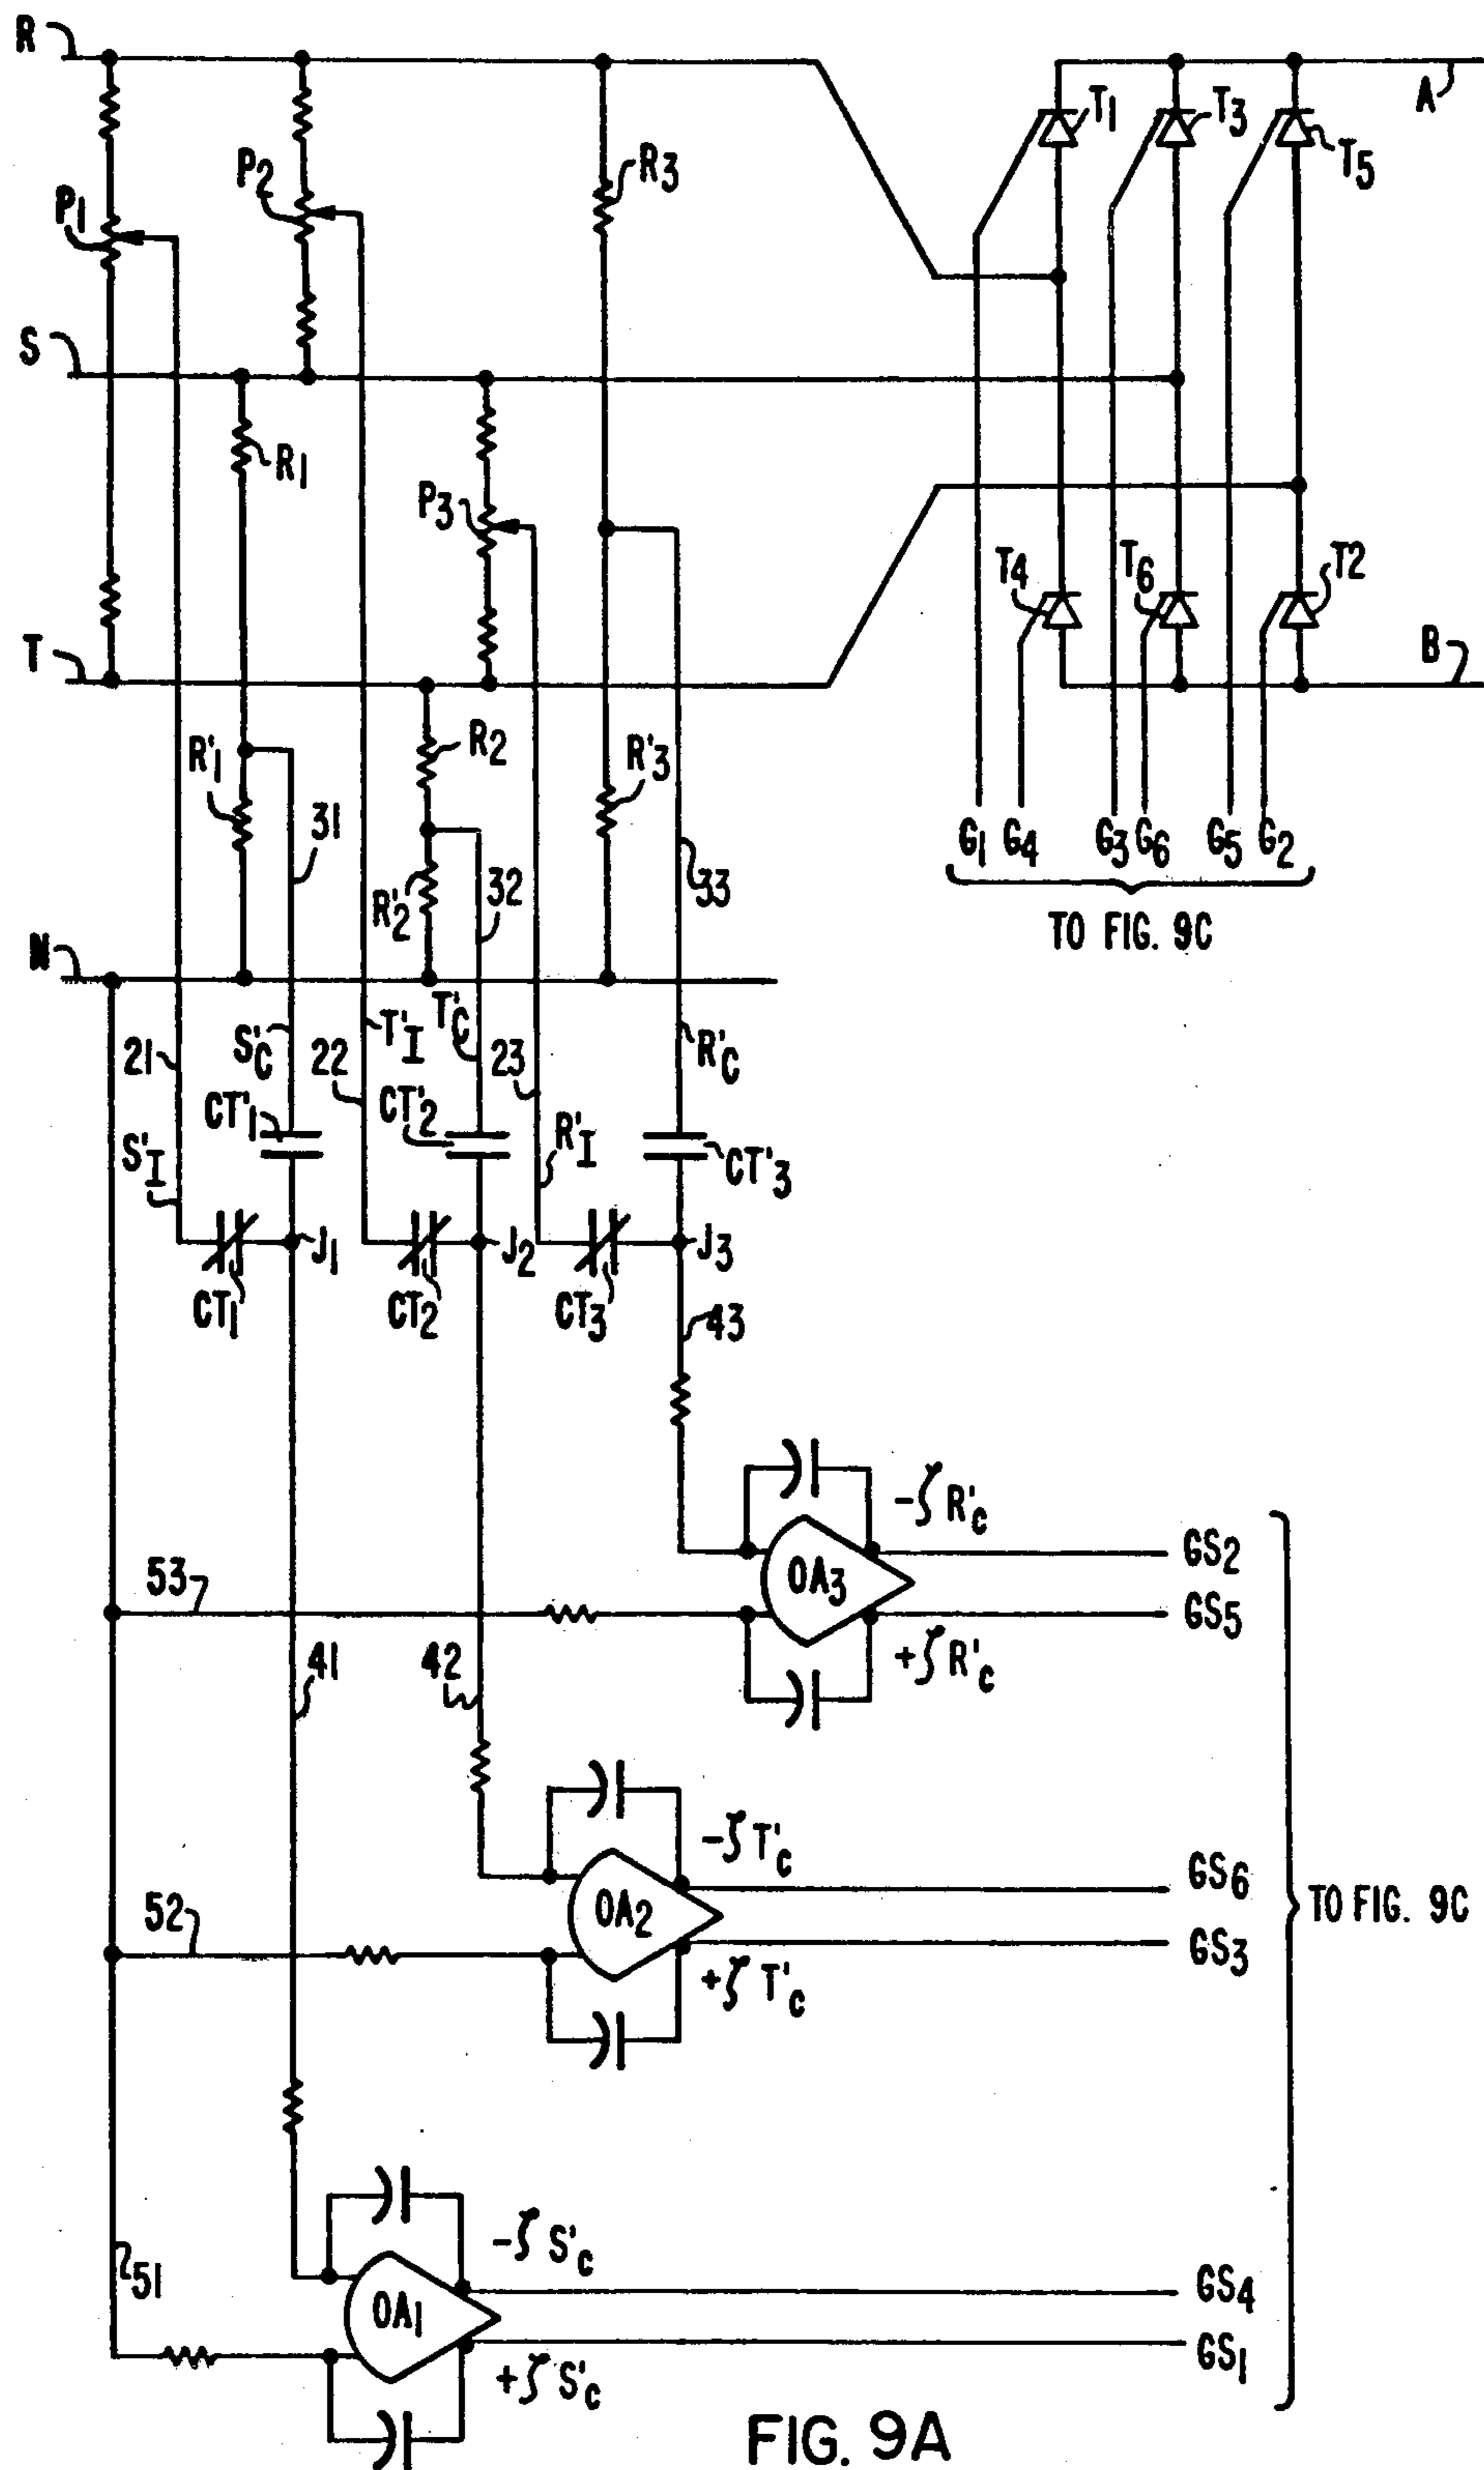 R
A
T1
T3
T5
P2
R3
P1
S
R1
P3
T4
T6
T2
T
B
R'1
R2
R'3
31
G1 G4 G3 G6 G5 G2
R'2
32
33
TO FIG. 9C
N
21
S'C
22
T'I
T'C
23
R'C
CT'1
CT'2
S'I
R'I
CT'3
J1
J2
J3
CT1
CT2
CT3
43
-∫R'c
GS2
OA3
53
GS5
+∫R'c
41
42
-∫T'c
GS6
OA2
TO FIG. 9C
52
GS3
+∫T'c
-∫S'c
51
GS4
OA1
GS1
+∫S'c
FIG. 9A